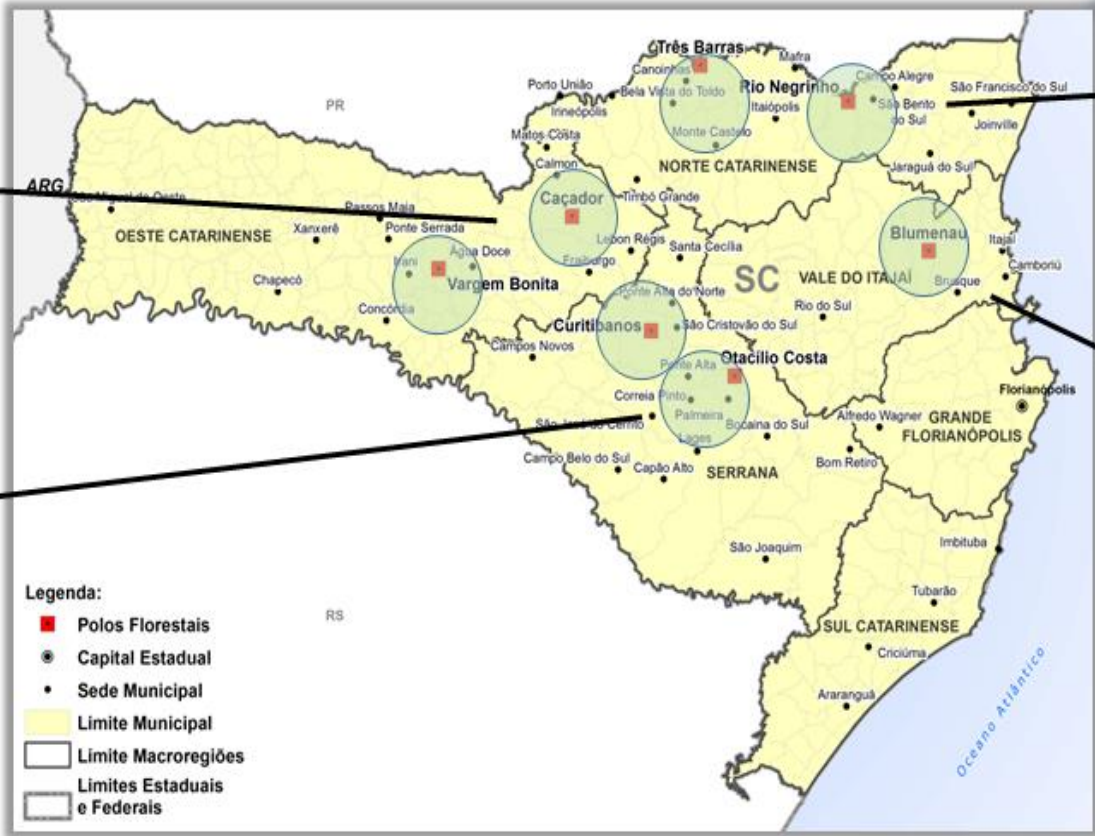 Três Barras
Mafra
Canoinhas
Porto União
Bela Vista do Toldo
Rio Negrinho
Campo Alegre
São Francisco do Sul
PR
Irineópolis
Itaiópolis
São Bento
do Sul
Joinville
Matos Costa
Monte Castelo
Jaraguá do Sul
Calmon
NORTE CATARINENSE
ARG
São Miguel do Oeste
Timbó Grande
Caçador
Passos Maia
Xanxerê
Ponte Serrada
OESTE CATARINENSE
Lebon Régis
Santa Cecília
Blumenau
Itajaí
Irani
Água Doce
Fraiburgo
SC
VALE DO ITAJAÍ
Camboriú
Chapecó
Vargem Bonita
Ponte Alta do Norte
Brusque
Rio do Sul
Concórdia
Curitibanos
São Cristovão do Sul
Campos Novos
Otacílio Costa
Ponte Alta
Florianópolis
Correia Pinto
Palmeira
Alfredo Wagner
GRANDE
FLORIANÓPOLIS
São José do Cerrito
Bocaina do Sul
Lages
Campo Belo do Sul
Capão Alto
SERRANA
Bom Retiro
São Joaquim
Imbituba
Legenda:
Polos Florestais
Capital Estadual
Sede Municipal
Limite Municipal
Limite Macroregiões
Limites Estaduais
e Federais
RS
Tubarão
SUL CATARINENSE
Criciúma
Araranguá
Oceano Atlântico